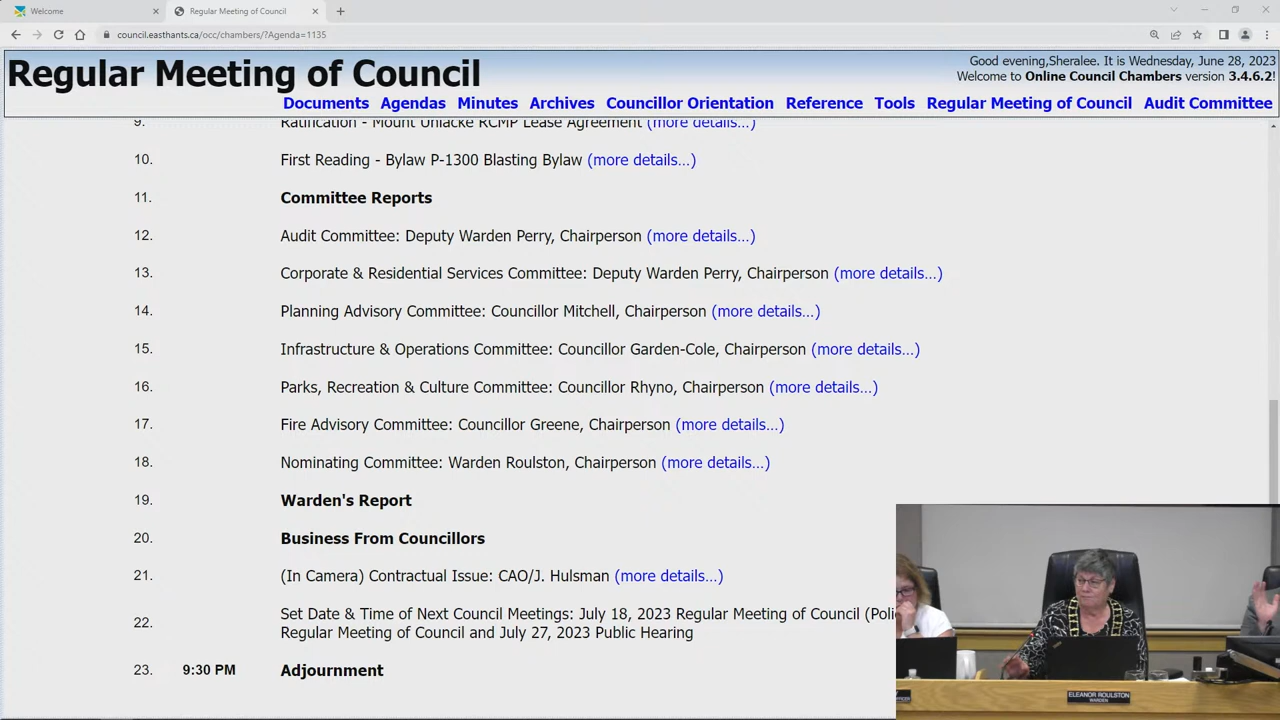 Welcome
Regular Meeting of Council
council.easthants.ca/occ/chambers/?Agenda=1135
Regular Meeting of Council
Good evening,Sheralee. It is Wednesday, June 28, 2023
Welcome to Online Council Chambers version 3.4.6.2!
Documents Agendas Minutes Archives Councillor Orientation Reference Tools Regular Meeting of Council Audit Committee
9. Ratification - Mount Uniacke RCMP Lease Agreement (more details...)
10. First Reading - Bylaw P-1300 Blasting Bylaw (more details...)
11. Committee Reports
12. Audit Committee: Deputy Warden Perry, Chairperson (more details...)
13. Corporate & Residential Services Committee: Deputy Warden Perry, Chairperson (more details...)
14. Planning Advisory Committee: Councillor Mitchell, Chairperson (more details...)
15. Infrastructure & Operations Committee: Councillor Garden-Cole, Chairperson (more details...)
16. Parks, Recreation & Culture Committee: Councillor Rhyno, Chairperson (more details...)
17. Fire Advisory Committee: Councillor Greene, Chairperson (more details...)
18. Nominating Committee: Warden Roulston, Chairperson (more details...)
19. Warden's Report
20. Business From Councillors
21. (In Camera) Contractual Issue: CAO/J. Hulsman (more details...)
22. Set Date & Time of Next Council Meetings: July 18, 2023 Regular Meeting of Council (Poli
Regular Meeting of Council and July 27, 2023 Public Hearing
23. 9:30 PM Adjournment
ELEANOR ROULSTON
WARDEN